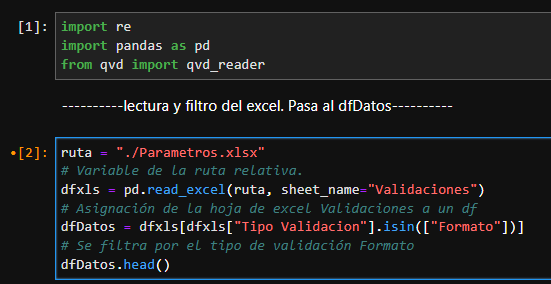 [1]: import re
import pandas as pd
from qvd import qvd_reader
----------lectura y filtro del excel. Pasa al dfDatos----------
•[2]: ruta = "./Parametros.xlsx"
# Variable de la ruta relativa.
dfxls = pd.read_excel(ruta, sheet_name="Validaciones")
# Asignación de la hoja de excel Validaciones a un df
dfDatos = dfxls[dfxls["Tipo Validacion"].isin(["Formato"])]
# Se filtra por el tipo de validación Formato
dfDatos.head()